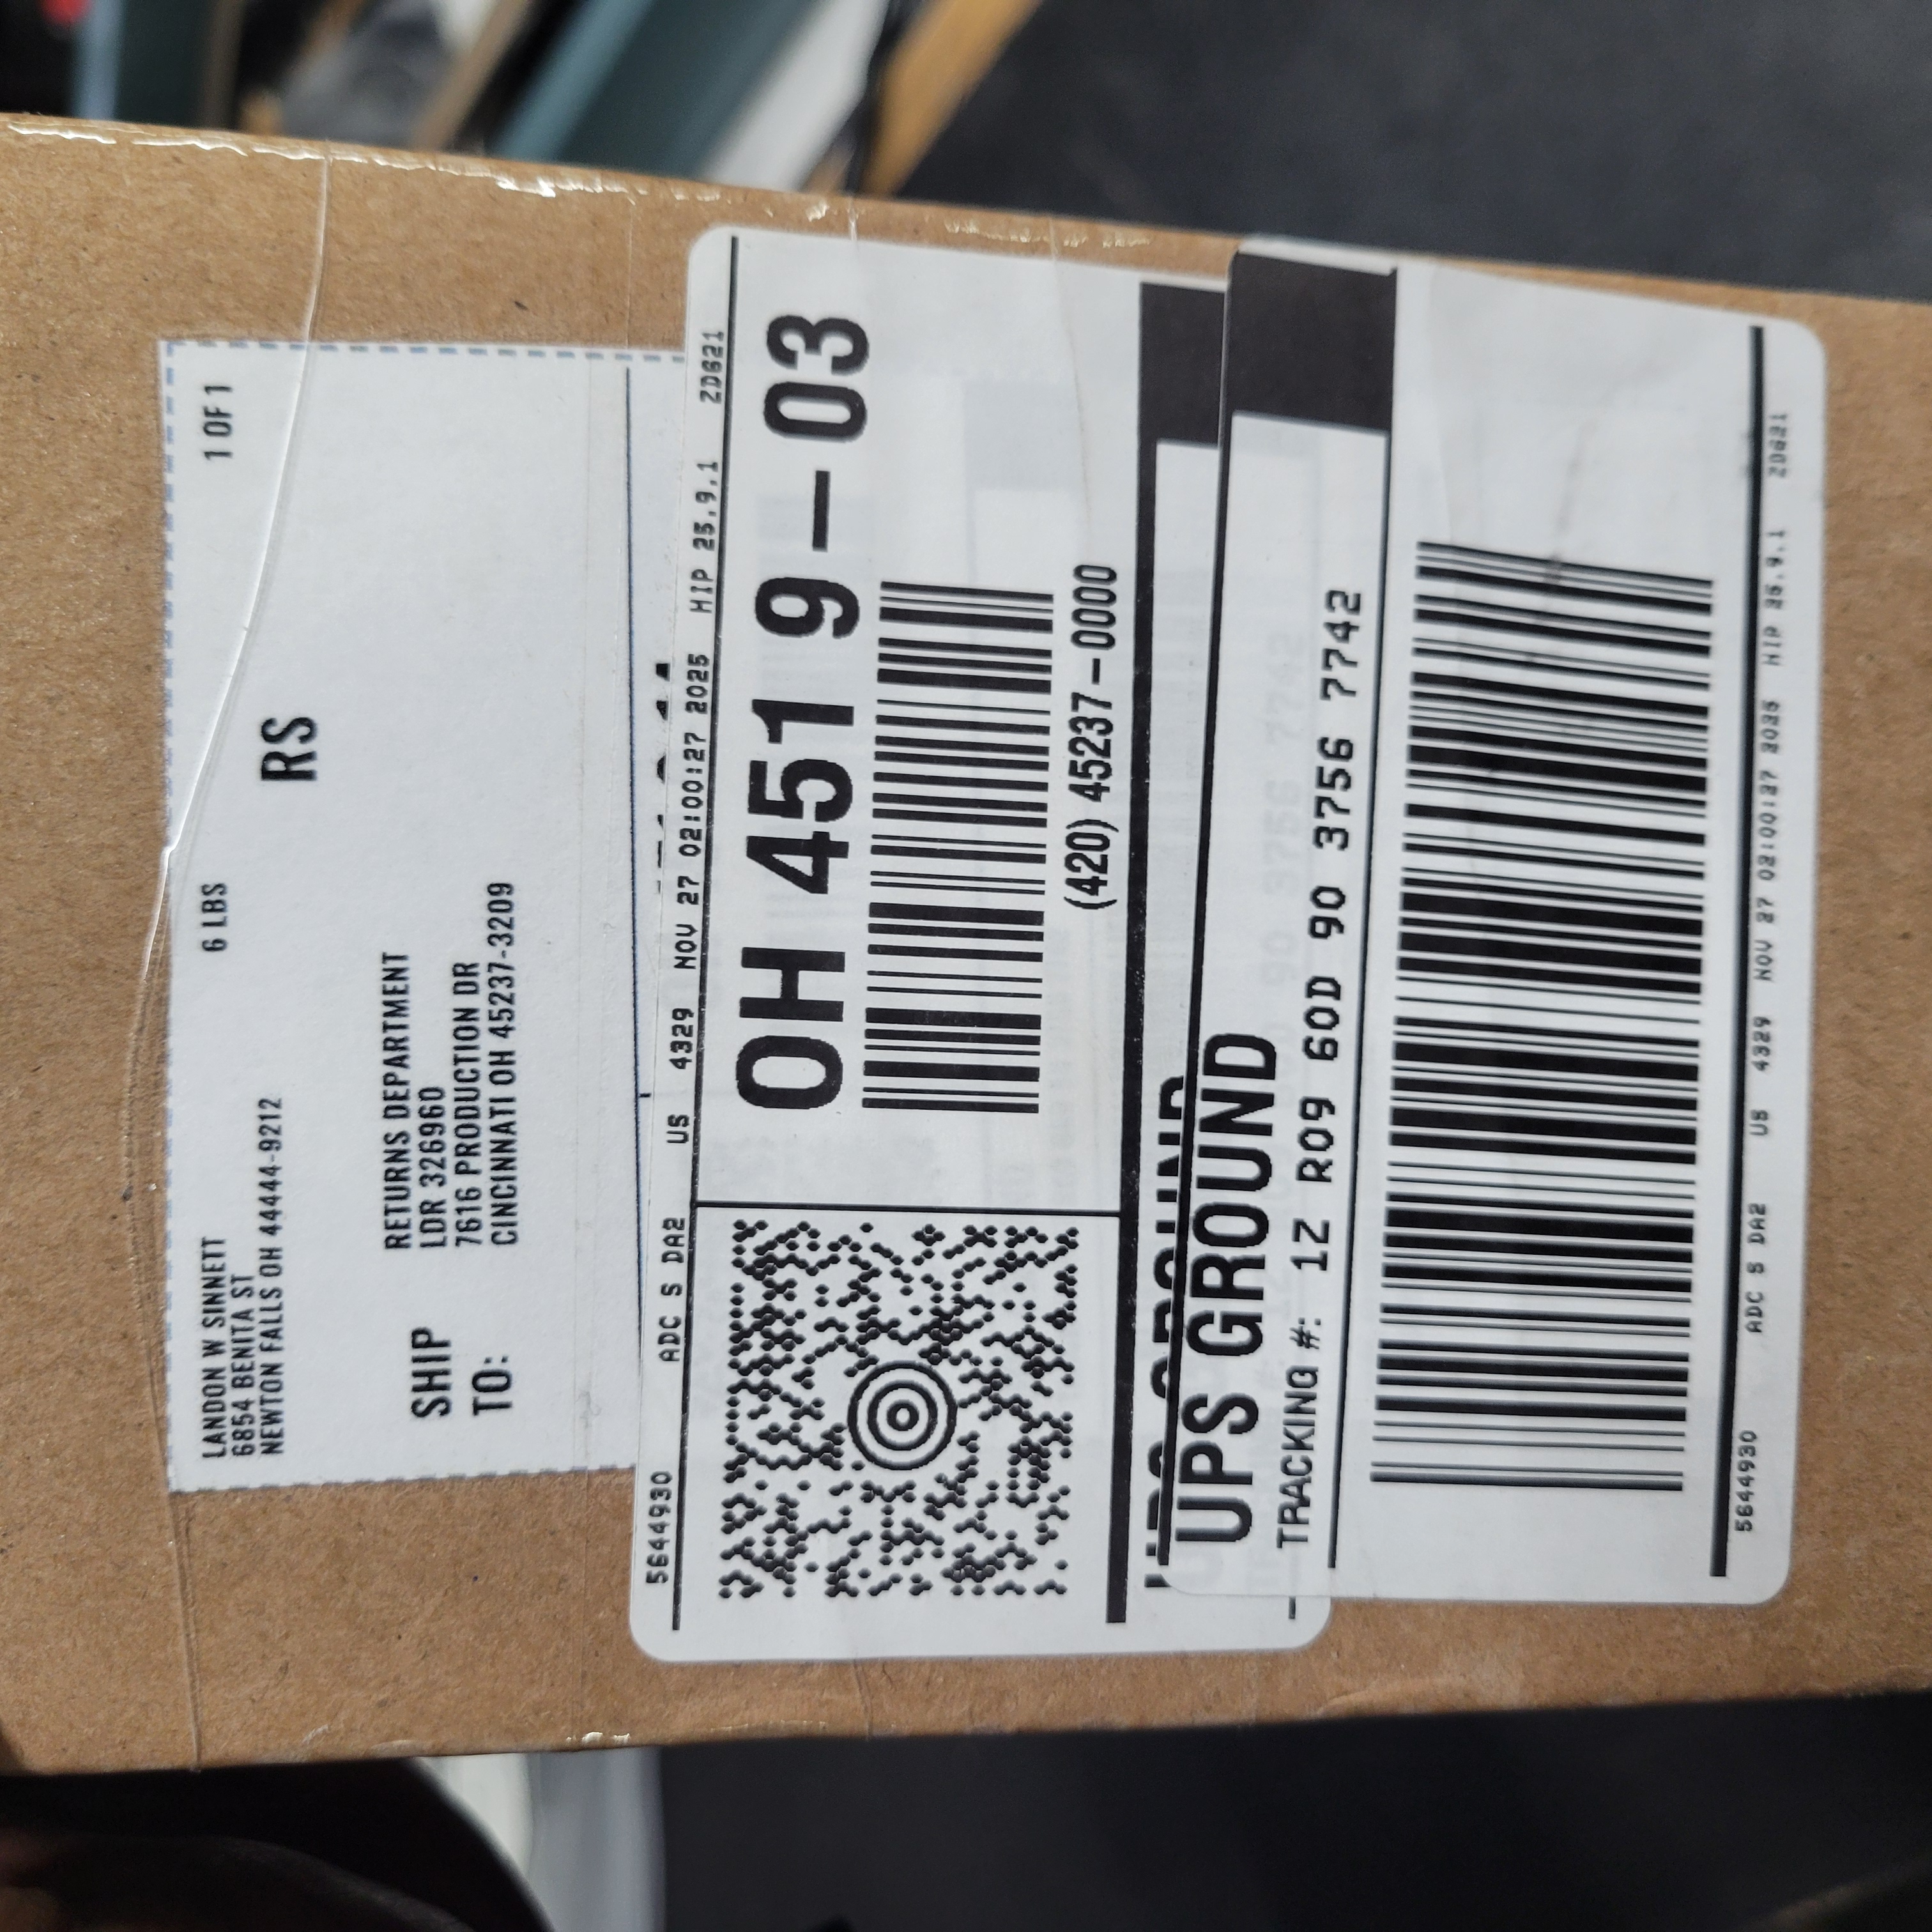 LANDON W SINNETT
6854 BENITA ST
NEWTON FALLS OH 44444-9212
6 LBS
1 OF 1
RS
SHIP
TO:
RETURNS DEPARTMENT
LDR 326960
7616 PRODUCTION DR
CINCINNATI OH 45237-3209
5644930 ADC S DA2 US 4329 NOV 27 02:00:27 2025 HIP 25.9.1 ZD621
OH 451 9-03
(420) 45237-0000
UPS GROUND
UPS GROUND
TRACKING #: 1Z R09 60D 90 3756 7742
5644930 ADC S DA2 US 4329 NOV 27 02:00:27 2025 HIP 25.9.1 ZD621